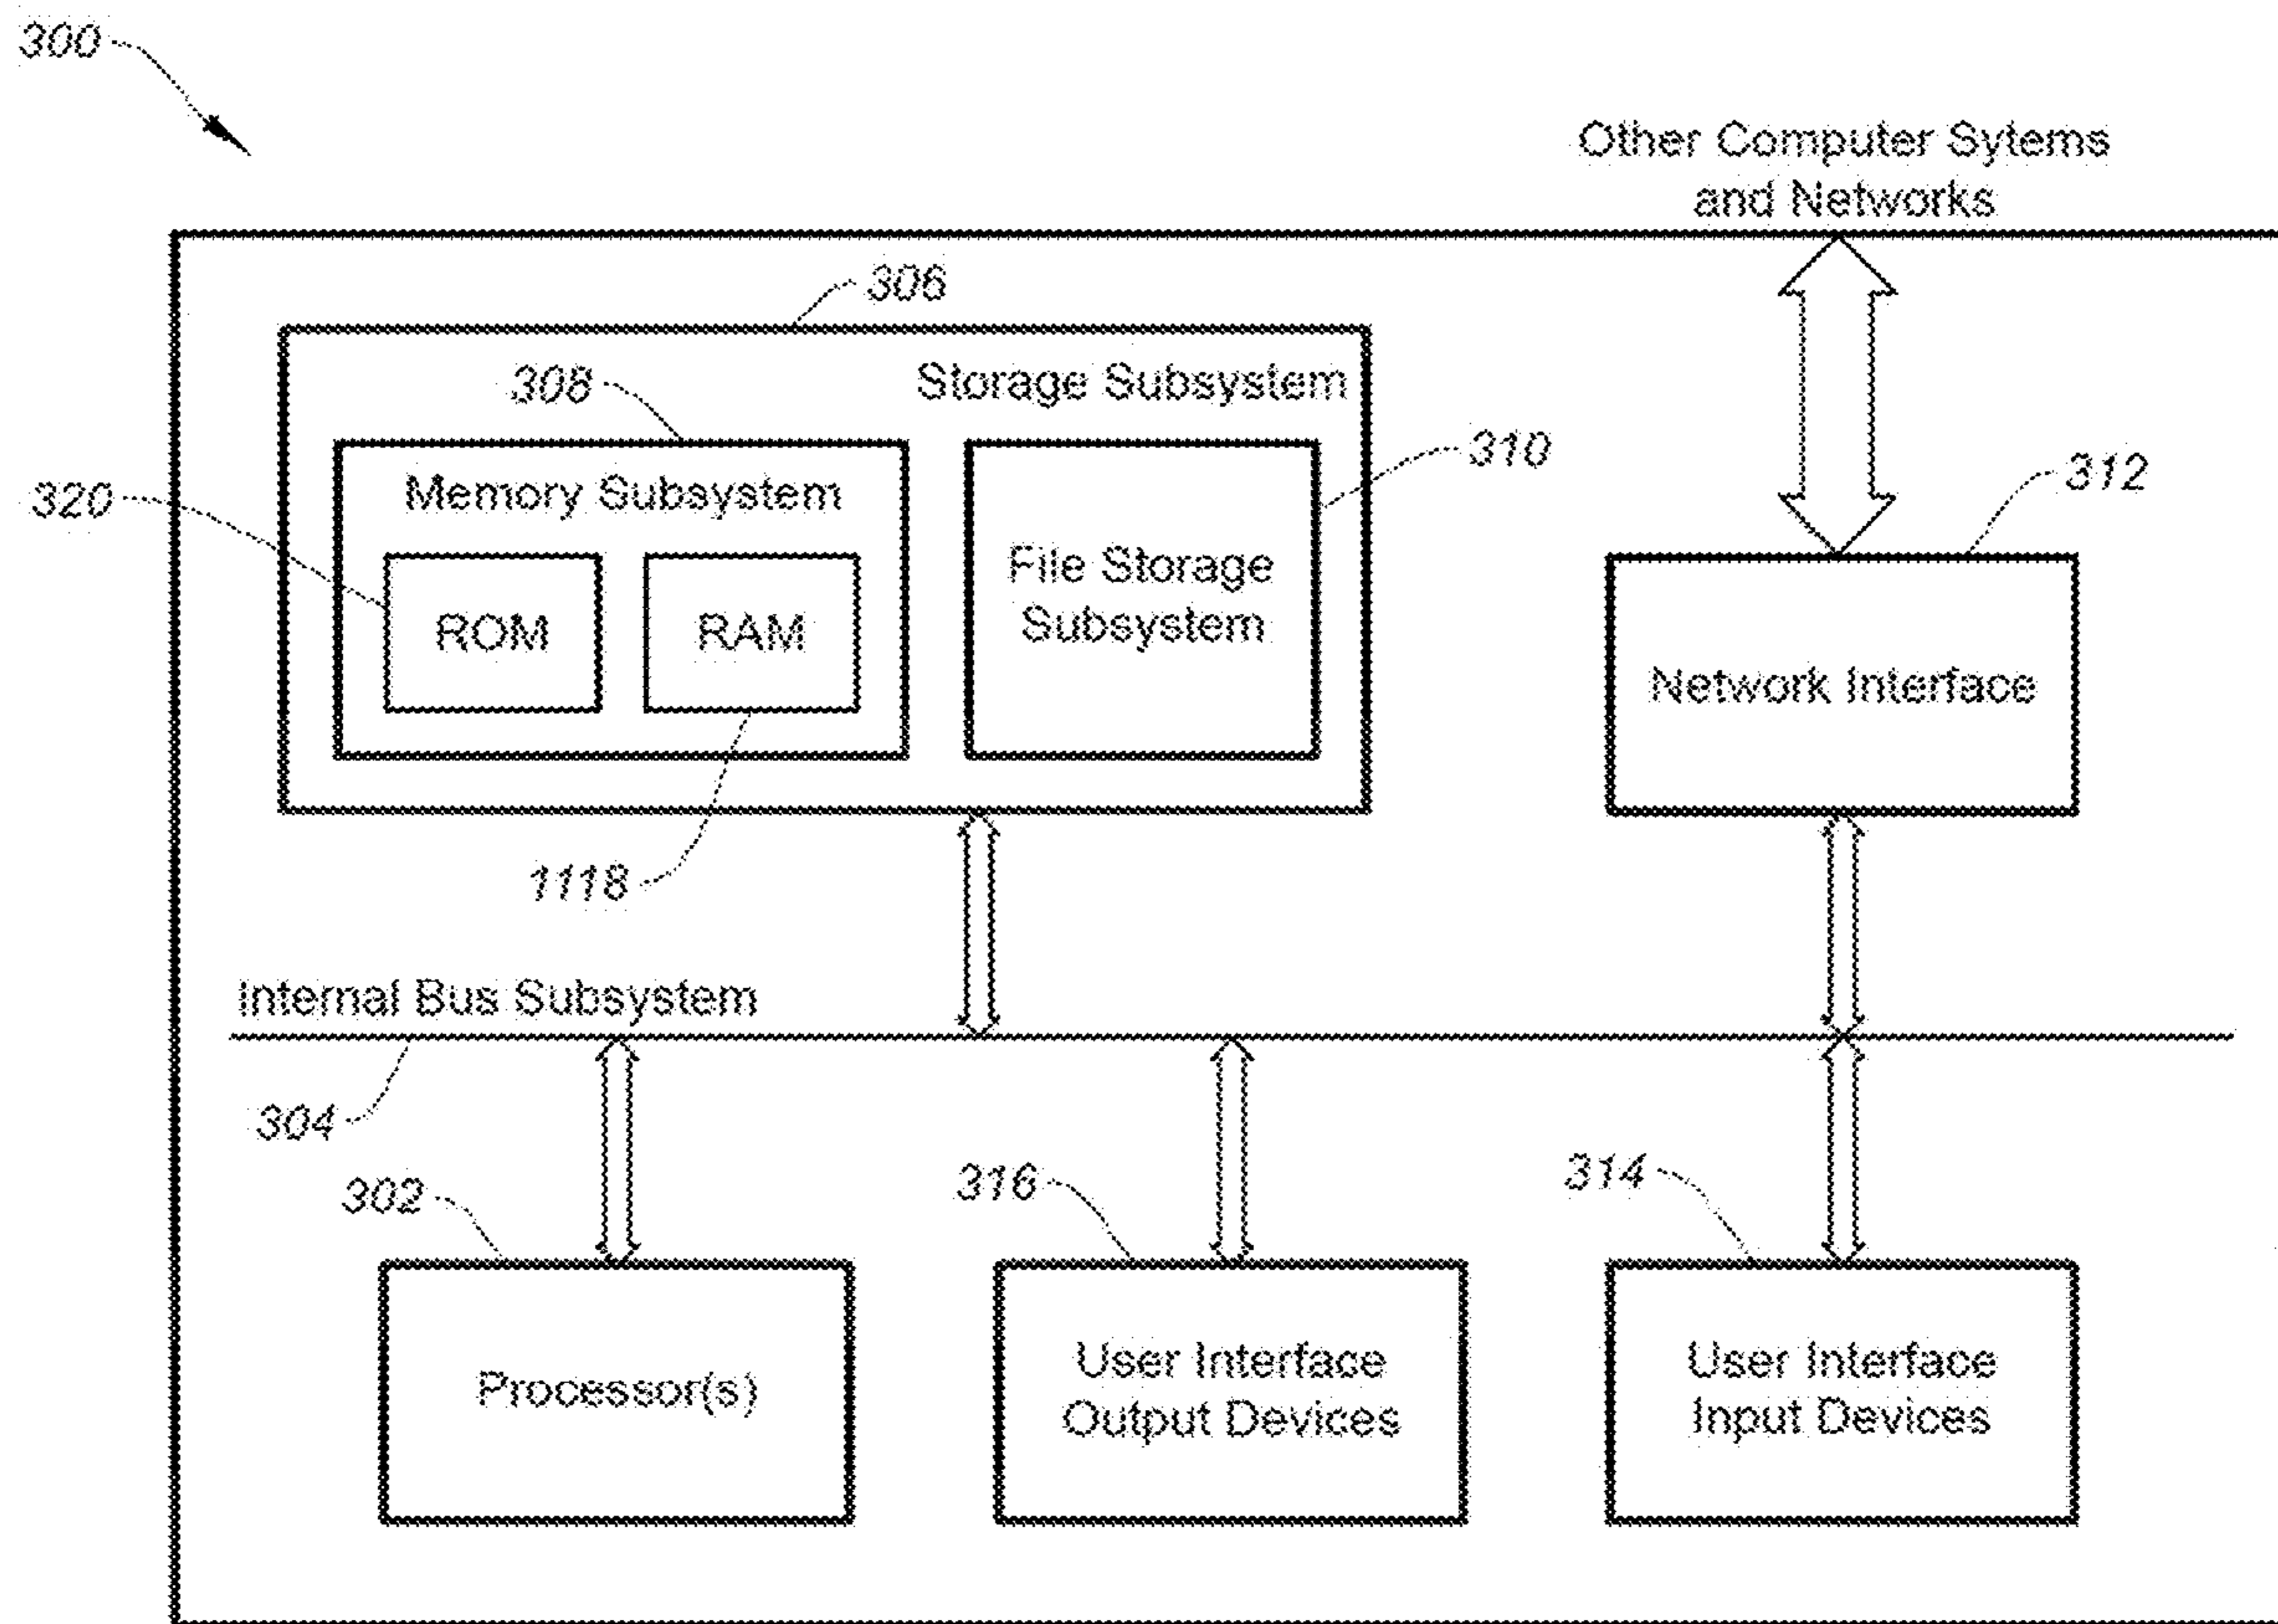 300
Other Computer Sytems
and Networks
306
Storage Subsystem
308
310
Memory Subsystem
320
312
File Storage
Subsystem
ROM
RAM
Network Interface
1118
Internal Bus Subsystem
304
302
316
314
Processor(s)
User Interface
Output Devices
User Interface
Input Devices